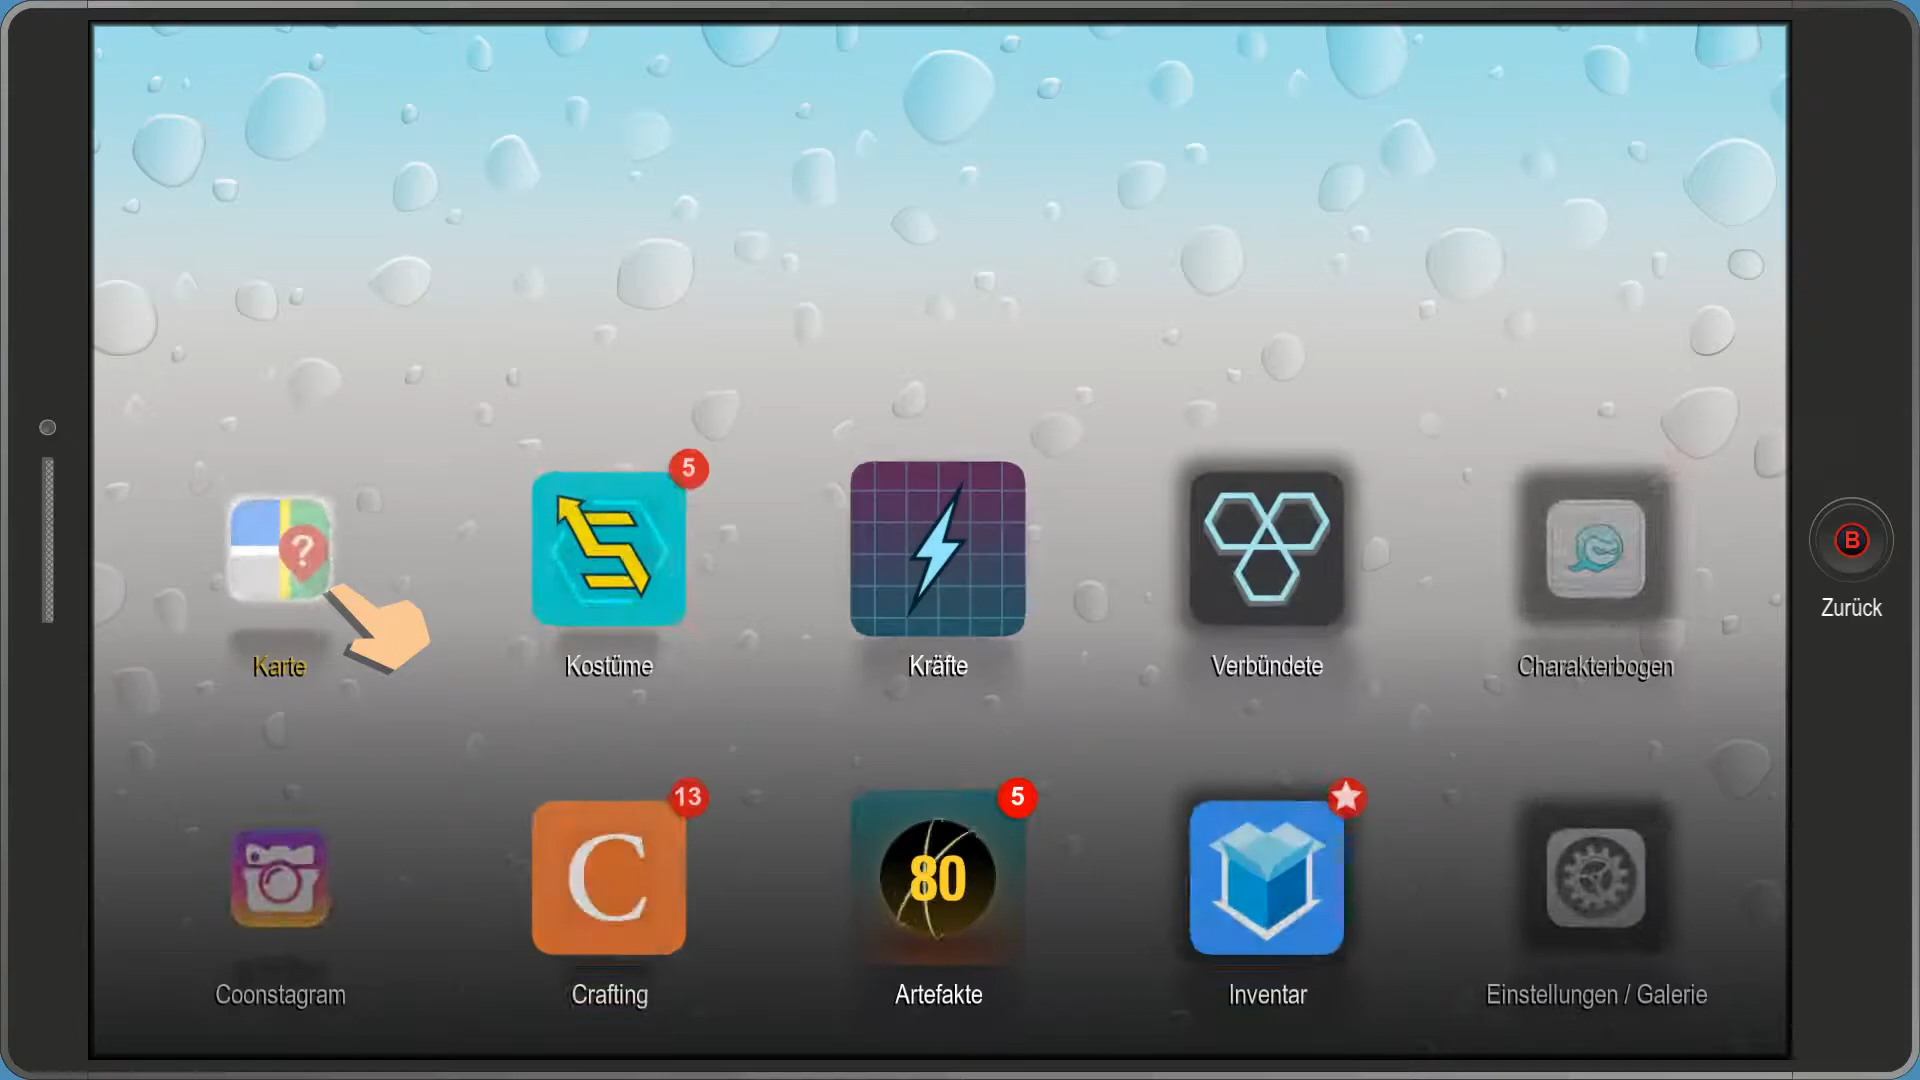 5
?
Karte
Kostüme
Kräfte
Verbündete
Charakterbogen
B
Zurück
13
5
C
80
Coonstagram
Crafting
Artefakte
Inventar
Einstellungen / Galerie